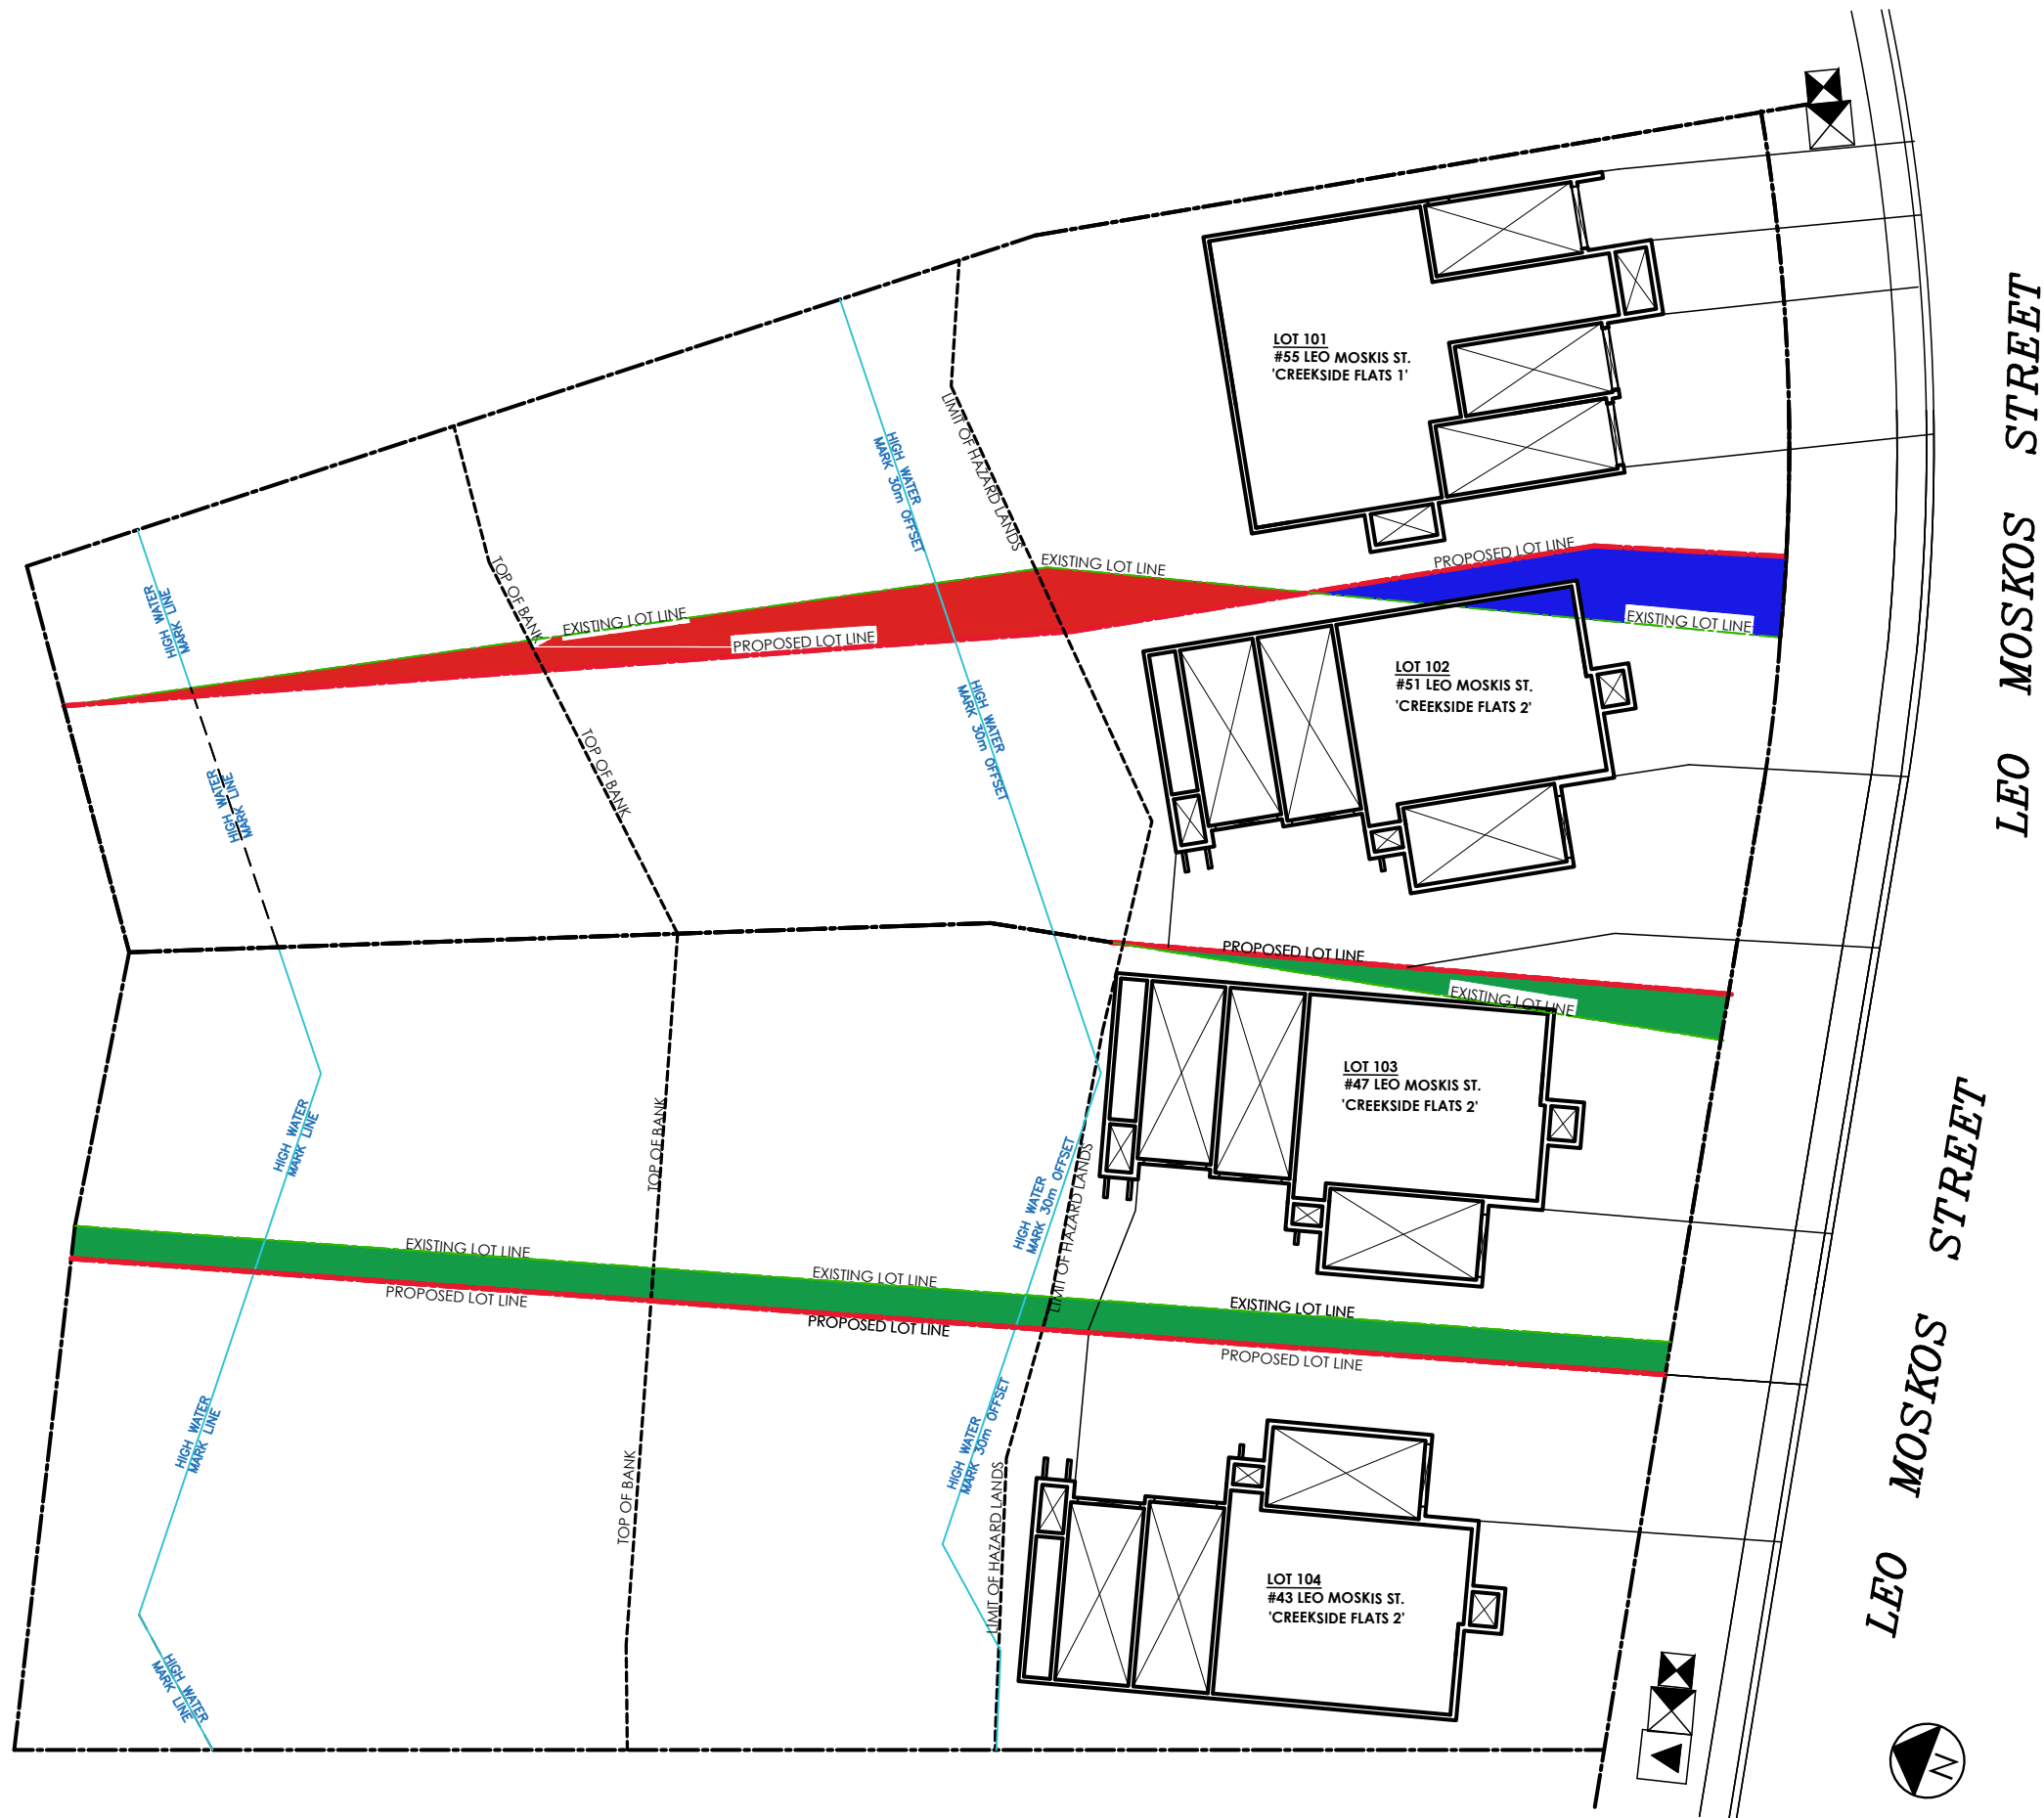 LEO MOSKOS STREET
LOT 101
#55 LEO MOSKIS ST.
'CREEKSIDE FLATS 1'
HIGH WATER
MARK 30m OFFSET
LIMIT OF HAZARD LANDS
EXISTING LOT LINE
PROPOSED LOT LINE
TOP OF BANK
HIGH WATER
MARK LINE
EXISTING LOT LINE
PROPOSED LOT LINE
EXISTING LOT LINE
LOT 102
#51 LEO MOSKIS ST.
'CREEKSIDE FLATS 2'
HIGH WATER
MARK 30m OFFSET
TOP OF BANK
HIGH WATER
MARK LINE
PROPOSED LOT LINE
EXISTING LOT LINE
LOT 103
#47 LEO MOSKIS ST.
'CREEKSIDE FLATS 2'
LEO MOSKOS STREET
HIGH WATER
MARK LINE
TOP OF BANK
HIGH WATER
MARK 30m OFFSET
LIMIT OF HAZARD LANDS
EXISTING LOT LINE
EXISTING LOT LINE
EXISTING LOT LINE
PROPOSED LOT LINE
PROPOSED LOT LINE
PROPOSED LOT LINE
HIGH WATER
MARK LINE
TOP OF BANK
HIGH WATER
MARK 30m OFFSET
LIMIT OF HAZARD LANDS
LOT 104
#43 LEO MOSKIS ST.
'CREEKSIDE FLATS 2'
HIGH WATER
MARK LINE
N